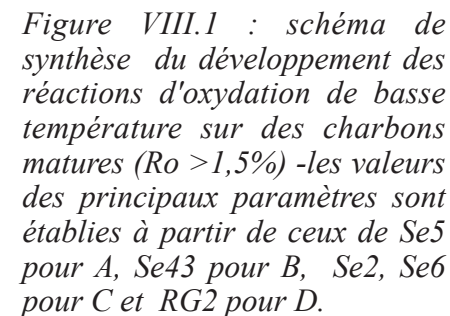 Figure VIII.1 : schéma de
synthèse du développement des
réactions d'oxydation de basse
température sur des charbons
matures (Ro >1,5%) -les valeurs
des principaux paramètres sont
établies à partir de ceux de Se5
pour A, Se43 pour B, Se2, Se6
pour C et RG2 pour D.